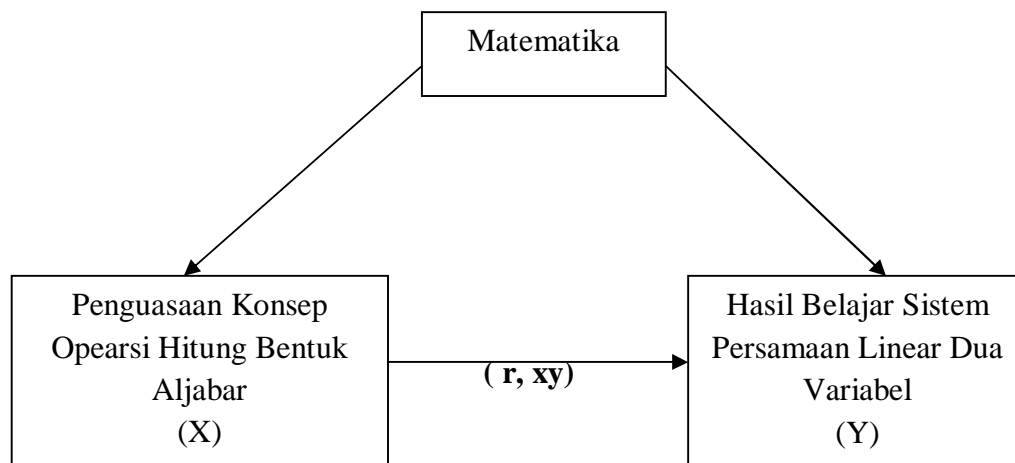 Matematika
Penguasaan Konsep
Opearsi Hitung Bentuk
Aljabar
(X)
( r, xy)
Hasil Belajar Sistem
Persamaan Linear Dua
Variabel
(Y)